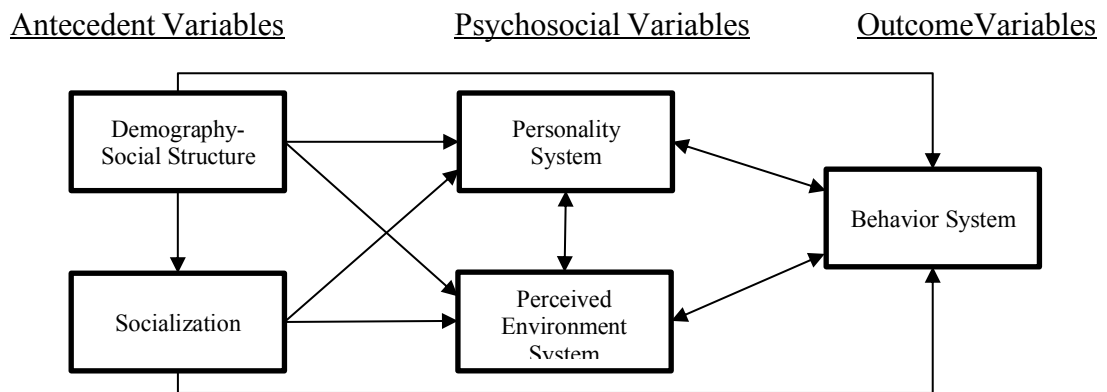 Antecedent Variables
Psychosocial Variables
OutcomeVariables
Demography-
Social Structure
Personality
System
Behavior System
Socialization
Perceived
Environment
System